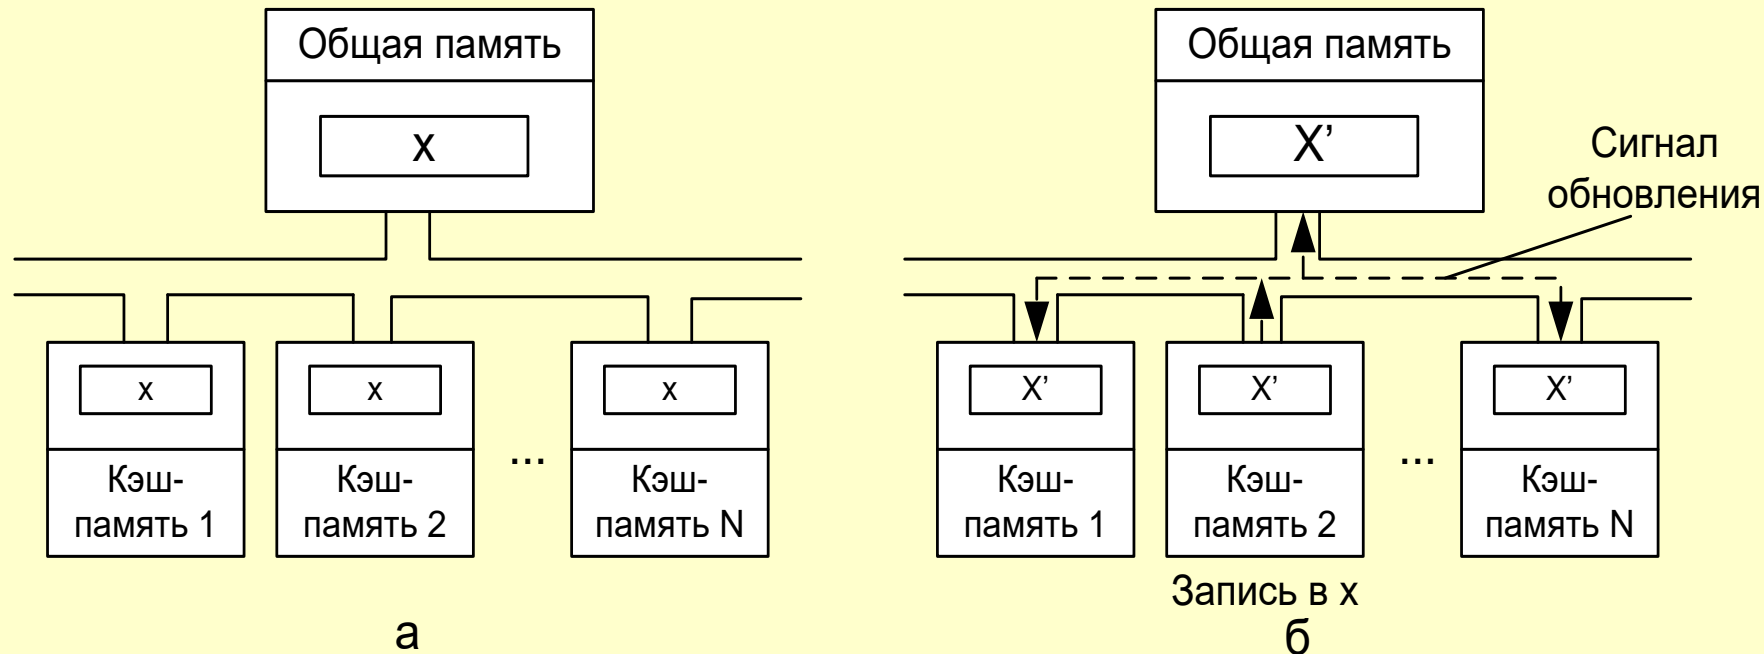 Общая память
x
x
x
x
Кэш-
память 1
Кэш-
память 2
...
Кэш-
память N
а
Общая память
X’
Сигнал
обновления
X’
X’
X’
Кэш-
память 1
Кэш-
память 2
...
Кэш-
память N
Запись в x
б